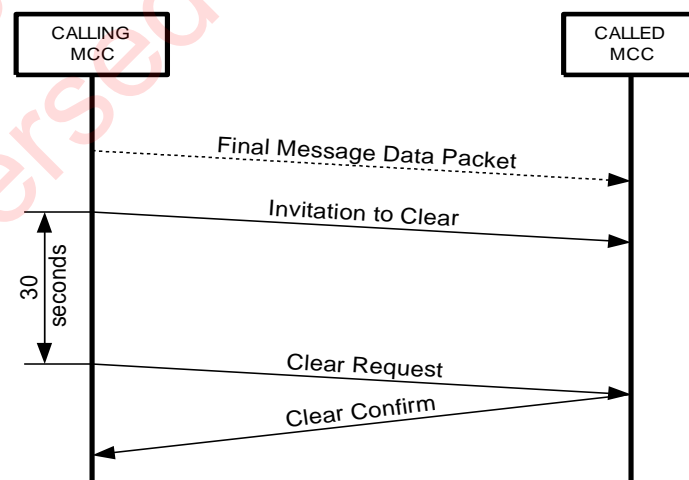 CALLING
MCC
CALLED
MCC
Final Message Data Packet
Invitation to Clear
30
seconds
Clear Request
Clear Confirm